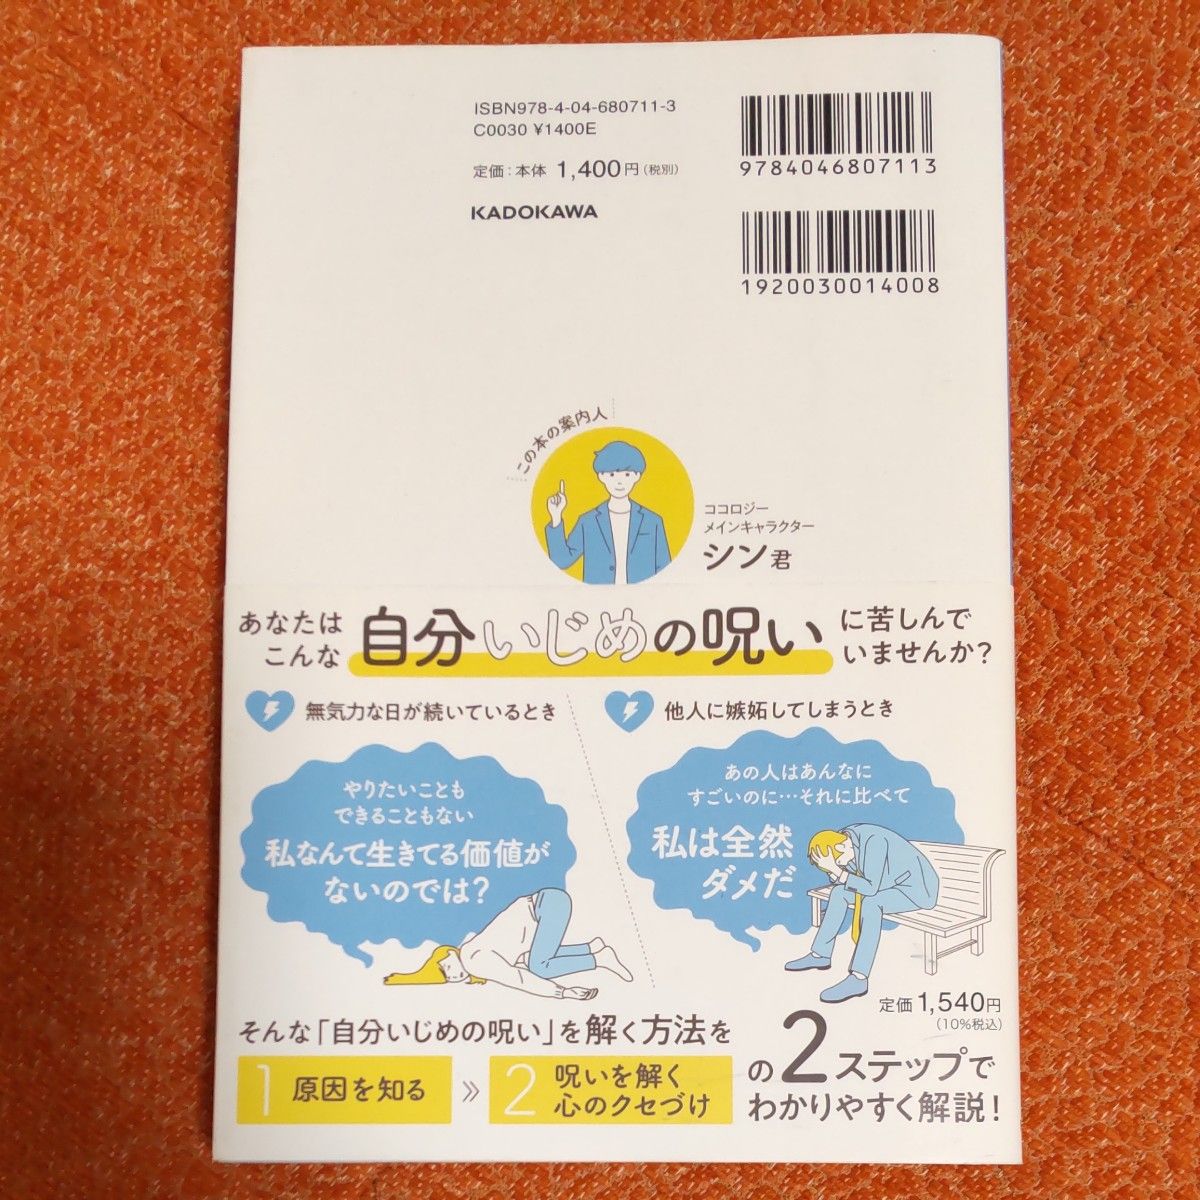 ISBN978-4-04-680711-3
C0030 ¥1400E
定価:本体 1,400円(税別)
KADOKAWA
9784046807113
1920030014008
この本の案内人
ココロジー
メインキャラクター
シン君
あなたは
こんな
自分いじめの呪い
に苦しんで
いませんか?
無気力な日が続いているとき
やりたいことも
できることもない
私なんて生きてる価値が
ないのでは?
他人に嫉妬してしまうとき
あの人はあんなに
すごいのに…それに比べて
私は全然
ダメだ
定価 1,540円
(10%税込)
そんな「自分いじめの呪い」を解く方法を
1 原因を知る
》
2 呪いを解く
心のクセづけ
の2ステップで
わかりやすく解説!